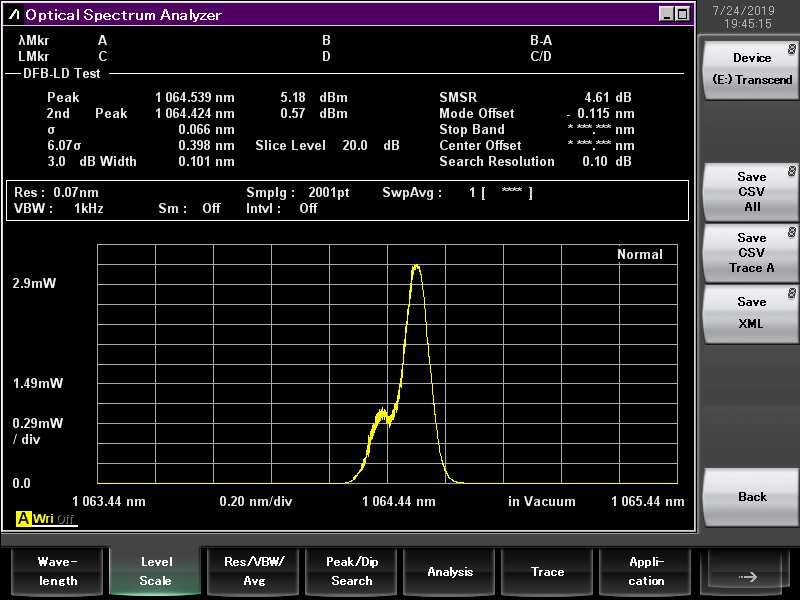 Optical Spectrum Analyzer
7/24/2019
19:45:15
λMkr A B B-A
LMkr C D C/D
DFB-LD Test
Peak 1 064.539 nm 5.18 dBm SMSR 4.61 dB
2nd Peak 1 064.424 nm 0.57 dBm Mode Offset - 0.115 nm
σ 0.066 nm Stop Band * ***.*** nm
6.07σ 0.398 nm Slice Level 20.0 dB Center Offset * ***.*** nm
3.0 dB Width 0.101 nm Search Resolution 0.10 dB
Res : 0.07nm Smplg : 2001pt SwpAvg : 1 [ **** ]
VBW : 1kHz Sm : Off Intvl : Off
Normal
2.9mW
1.49mW
0.29mW
/ div
0.0
1 063.44 nm 0.20 nm/div 1 064.44 nm in Vacuum 1 065.44 nm
A Wri Off
Device
(E:) Transcend
Save
CSV
All
Save
CSV
Trace A
Save
XML
Back
Wave-
length
Level
Scale
Res/VBW/
Avg
Peak/Dip
Search
Analysis
Trace
Appli-
cation
→